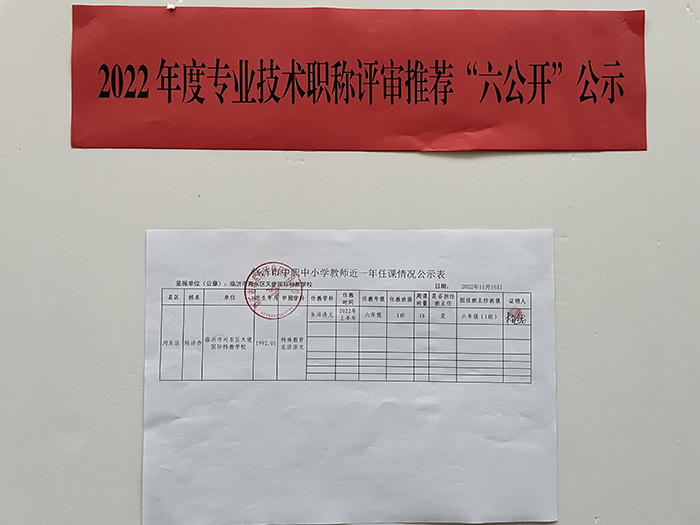 2022 年度专业技术职称评审推荐“六公开”公示
临沂市中职中小学教师近一年任课情况公示表
呈报单位（公章）：临沂市河东区天使国际特教学校 日期： 2022年11月16日
县区 姓名 单位 出生年月 申报学科 任教学科 任教时间 任教年级 任教班级 周课时量 是否担任班主任 担任班主任班级 证明人
河东区 临沂市河东区天使国际特教学校 1992.01 特殊教育生活语文 生活语文 2022年上半年 六年级 1班 16 是 六年级（1班）